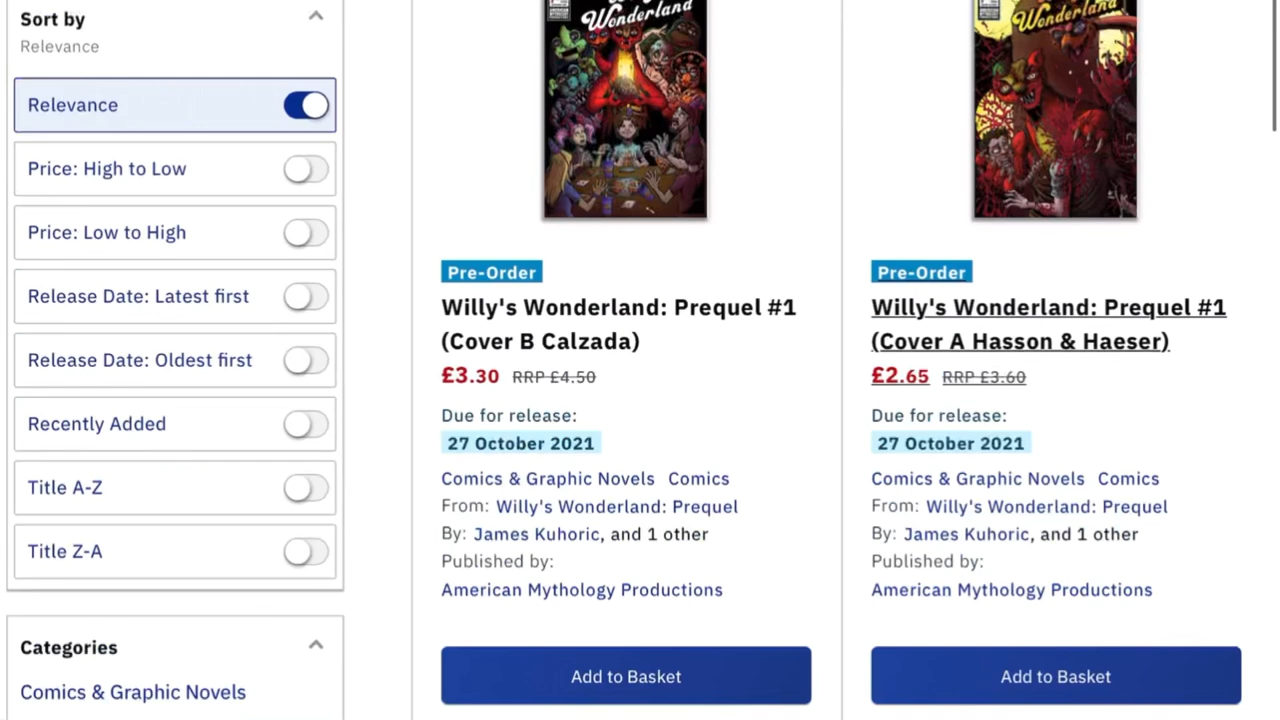 Sort by
Relevance
Relevance
Price: High to Low
Price: Low to High
Release Date: Latest first
Release Date: Oldest first
Recently Added
Title A-Z
Title Z-A
Categories
Comics & Graphic Novels
Wonderland
Pre-Order
Willy's Wonderland: Prequel #1
(Cover B Calzada)
£3.30 RRP £4.50
Due for release:
27 October 2021
Comics & Graphic Novels Comics
From: Willy's Wonderland: Prequel
By: James Kuhoric, and 1 other
Published by:
American Mythology Productions
Add to Basket
Wonderland
Pre-Order
Willy's Wonderland: Prequel #1
(Cover A Hasson & Haeser)
£2.65 RRP £3.60
Due for release:
27 October 2021
Comics & Graphic Novels Comics
From: Willy's Wonderland: Prequel
By: James Kuhoric, and 1 other
Published by:
American Mythology Productions
Add to Basket